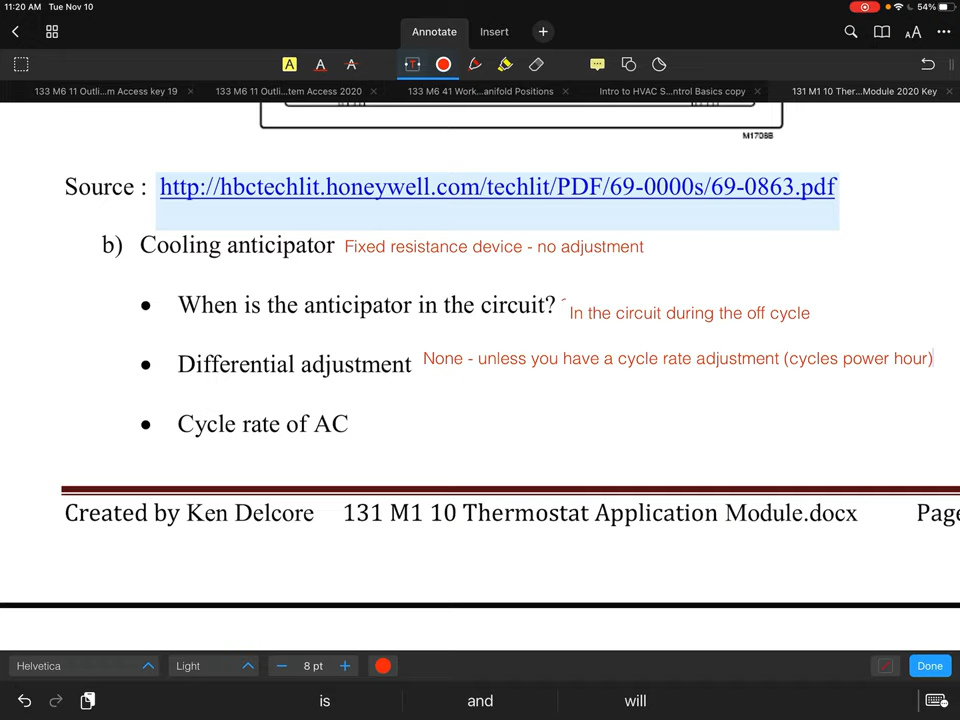 11:20 AM Tue Nov 10
54%
Annotate Insert +
AA
A A A T
133 M6 11 Outli...m Access key 19 × 133 M6 11 Outli...tem Access 2020 × 133 M6 41 Work...anifold Positions × Intro to HVAC S...ntrol Basics copy × 131 M1 10 Ther...Module 2020 Key ×
M1708B
Source : http://hbctechlit.honeywell.com/techlit/PDF/69-0000s/69-0863.pdf
b) Cooling anticipator Fixed resistance device - no adjustment
• When is the anticipator in the circuit? In the circuit during the off cycle
• Differential adjustment None - unless you have a cycle rate adjustment (cycles power hour)
• Cycle rate of AC
Created by Ken Delcore 131 M1 10 Thermostat Application Module.docx Page
Helvetica Light − 8 pt + Done
is and will